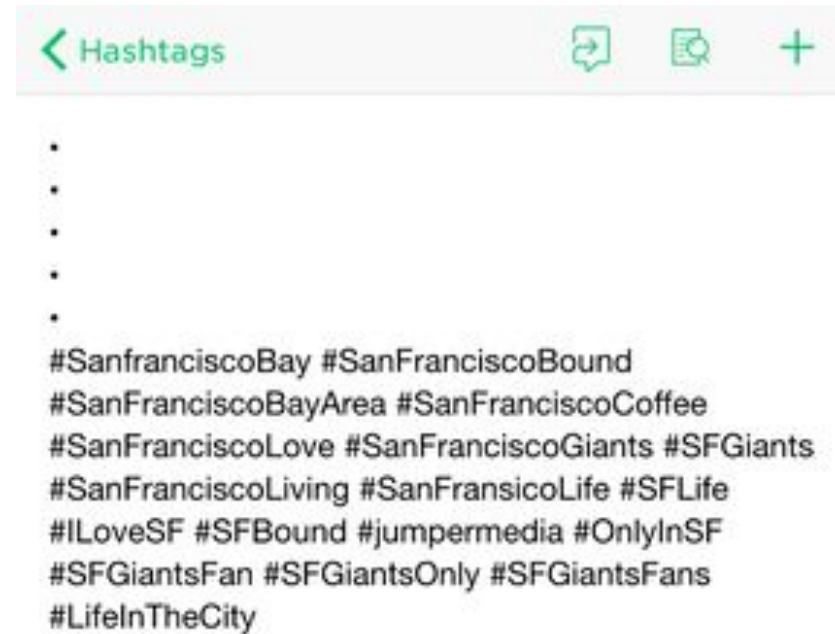 Hashtags
.
.
.
.
.
#SanfranciscoBay #SanFranciscoBound
#SanFranciscoBayArea #SanFranciscoCoffee
#SanFranciscoLove #SanFranciscoGiants #SFGiants
#SanFranciscoLiving #SanFransicoLife #SFLife
#ILoveSF #SFBound #jumpermedia #OnlyInSF
#SFGiantsFan #SFGiantsOnly #SFGiantsFans
#LifeInTheCity